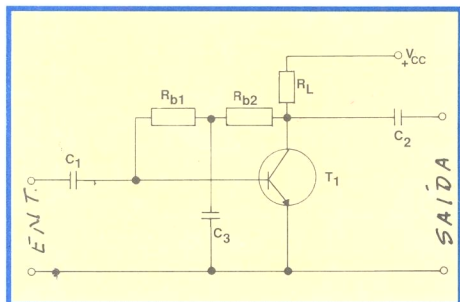 +VCC
RL
Rb1
Rb2
C2
C1
T1
C3
ENT.
SAÍDA